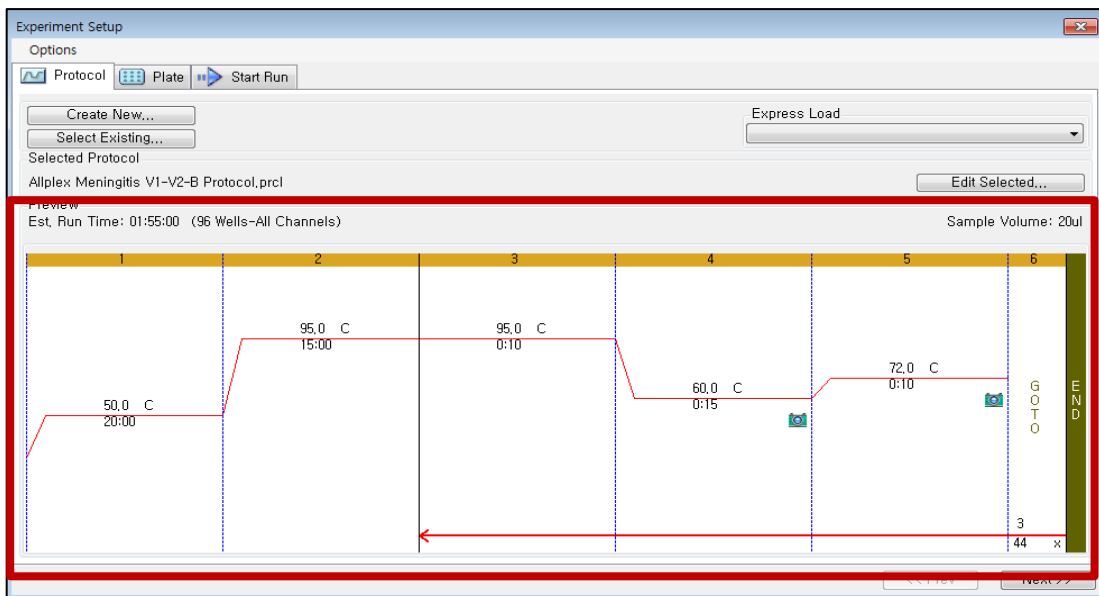 Experiment Setup
Options
Protocol Plate Start Run
Create New...
Express Load
Select Existing...
Selected Protocol
Allplex Meningitis V1-V2-B Protocol.prcl
Edit Selected...
Preview
Est. Run Time: 01:55:00 (96 Wells-All Channels)
Sample Volume: 20ul
1 2 3 4 5 6
95.0 C
15:00
95.0 C
0:10
72.0 C
0:10
60.0 C
0:15
50.0 C
20:00
GOTO
END
3
44 x
<< Prev
Next >>